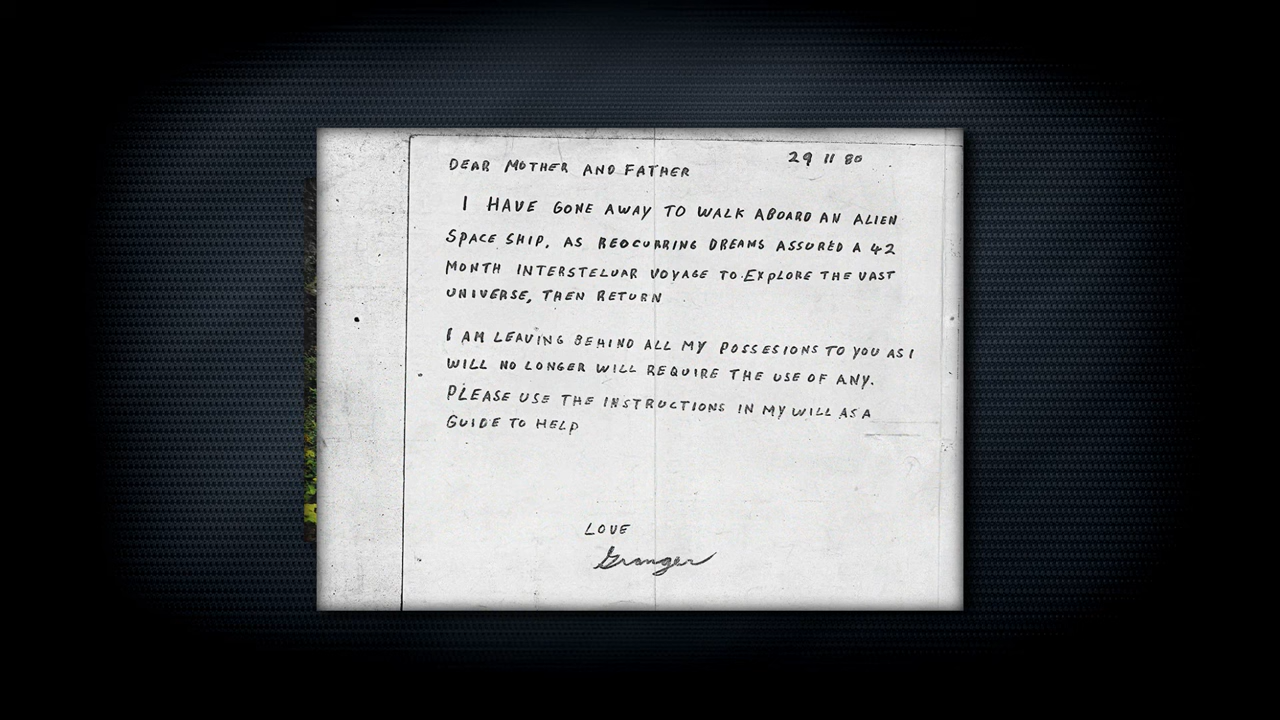 29 11 80
DEAR MOTHER AND FATHER
I HAVE GONE AWAY TO WALK ABOARD AN ALIEN
SPACE SHIP, AS REOCURRING DREAMS ASSURED A 42
MONTH INTERSTELLAR VOYAGE TO EXPLORE THE VAST
UNIVERSE, THEN RETURN
I AM LEAVING BEHIND ALL MY POSSESIONS TO YOU AS I
WILL NO LONGER WILL REQUIRE THE USE OF ANY.
PLEASE USE THE INSTRUCTIONS IN MY WILL AS A
GUIDE TO HELP
LOVE
Granger